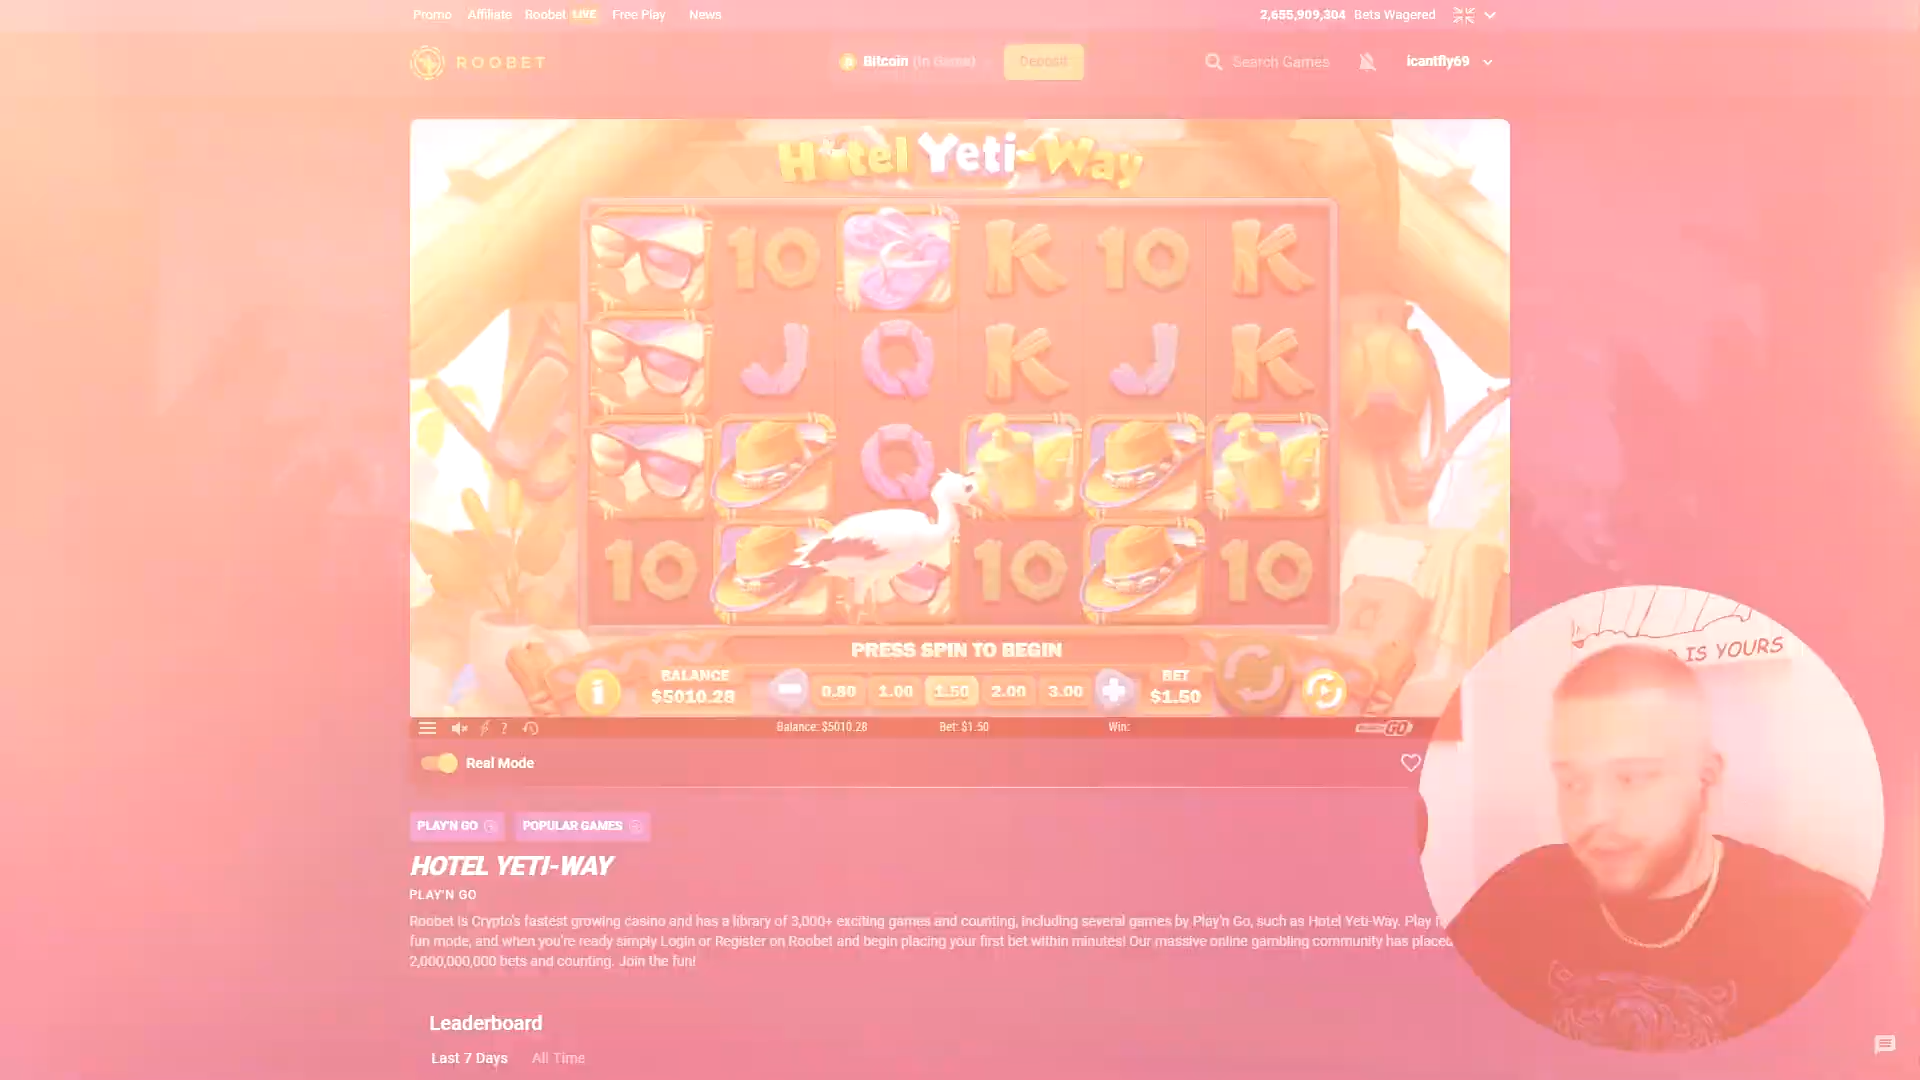 Promo Affiliate Roobet LIVE Free Play News 2,655,909,304 Bets Wagered
ROOBET Bitcoin (In Game) Deposit Search Games icantfly69
Hotel Yeti-Way
10 K 10 K
J Q K J K
Q
10 10 10
PRESS SPIN TO BEGIN
BALANCE BET
$5010.28 0.80 1.00 1.50 2.00 3.00 $1.50
? Balance: $5010.28 Bet: $1.50 Win: GO
Real Mode
IS YOURS
PLAY'N GO POPULAR GAMES
HOTEL YETI-WAY
PLAY'N GO
Roobet is Crypto's fastest growing casino and has a library of 3,000+ exciting games and counting, including several games by Play'n Go, such as Hotel Yeti-Way. Play
fun mode, and when you're ready simply Login or Register on Roobet and begin placing your first bet within minutes! Our massive online gambling community has placed
2,000,000,000 bets and counting. Join the fun!
Leaderboard
Last 7 Days All Time